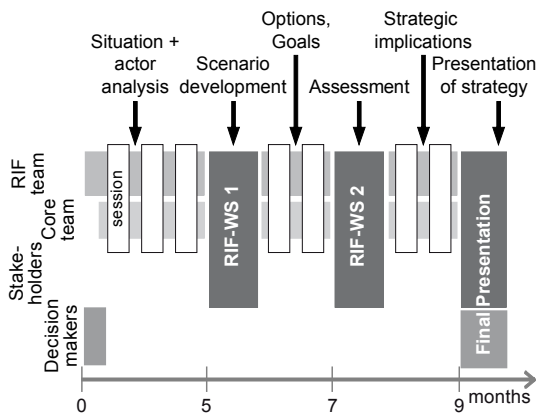 Situation +
actor
analysis
Scenario
development
Options,
Goals
Assessment
Strategic
implications
Presentation
of strategy
RIF
team
Core
team
Stake-
holders
Decision
makers
session
RIF-WS 1
RIF-WS 2
Final Presentation
0
5
7
9
months